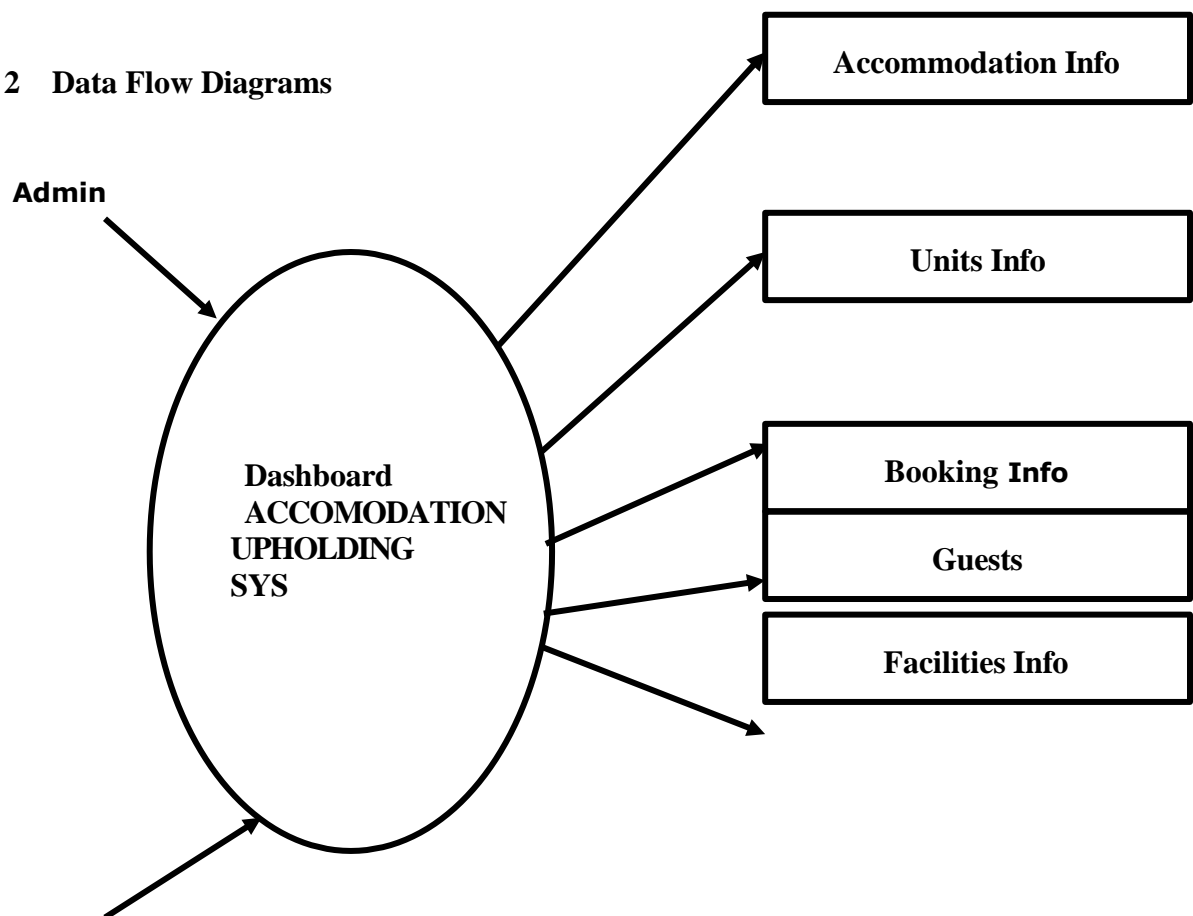 2 Data Flow Diagrams
Admin
Dashboard
ACCOMODATION
UPHOLDING
SYS
Accommodation Info
Units Info
Booking Info
Guests
Facilities Info